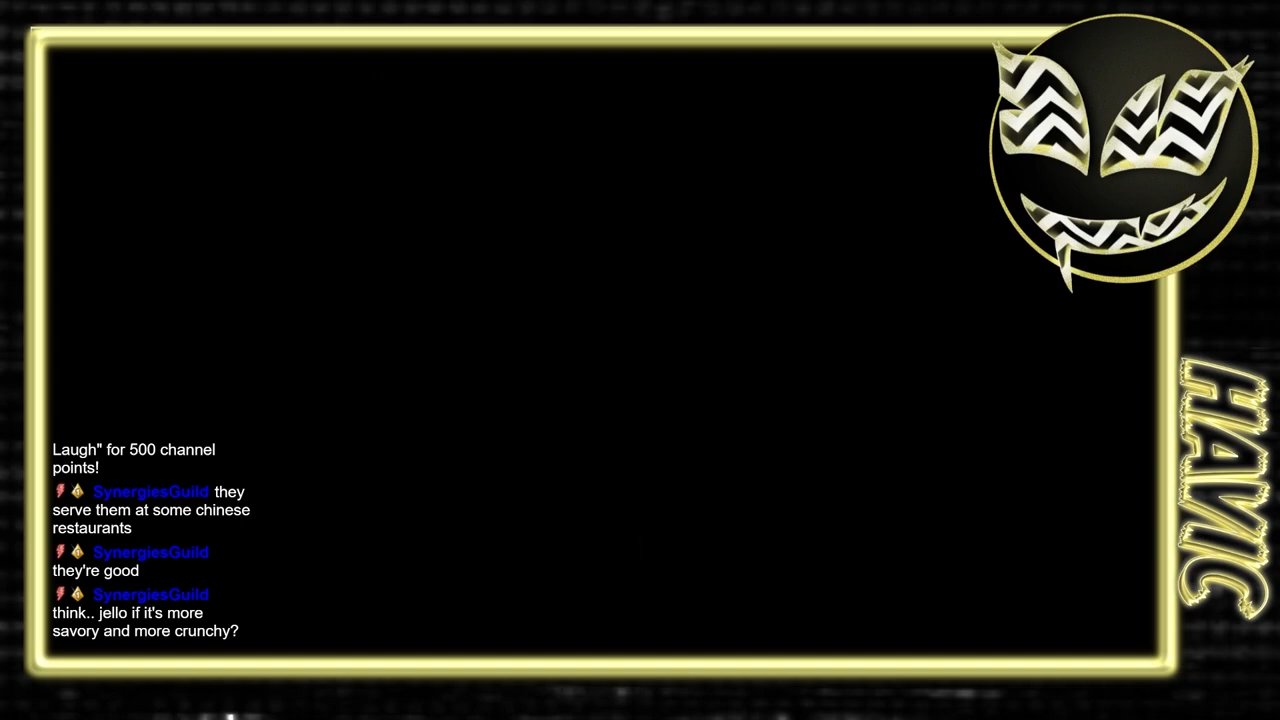 Laugh" for 500 channel
points!
SynergiesGuild they
serve them at some chinese
restaurants
SynergiesGuild
they're good
SynergiesGuild
think.. jello if it's more
savory and more crunchy?
HAVIC